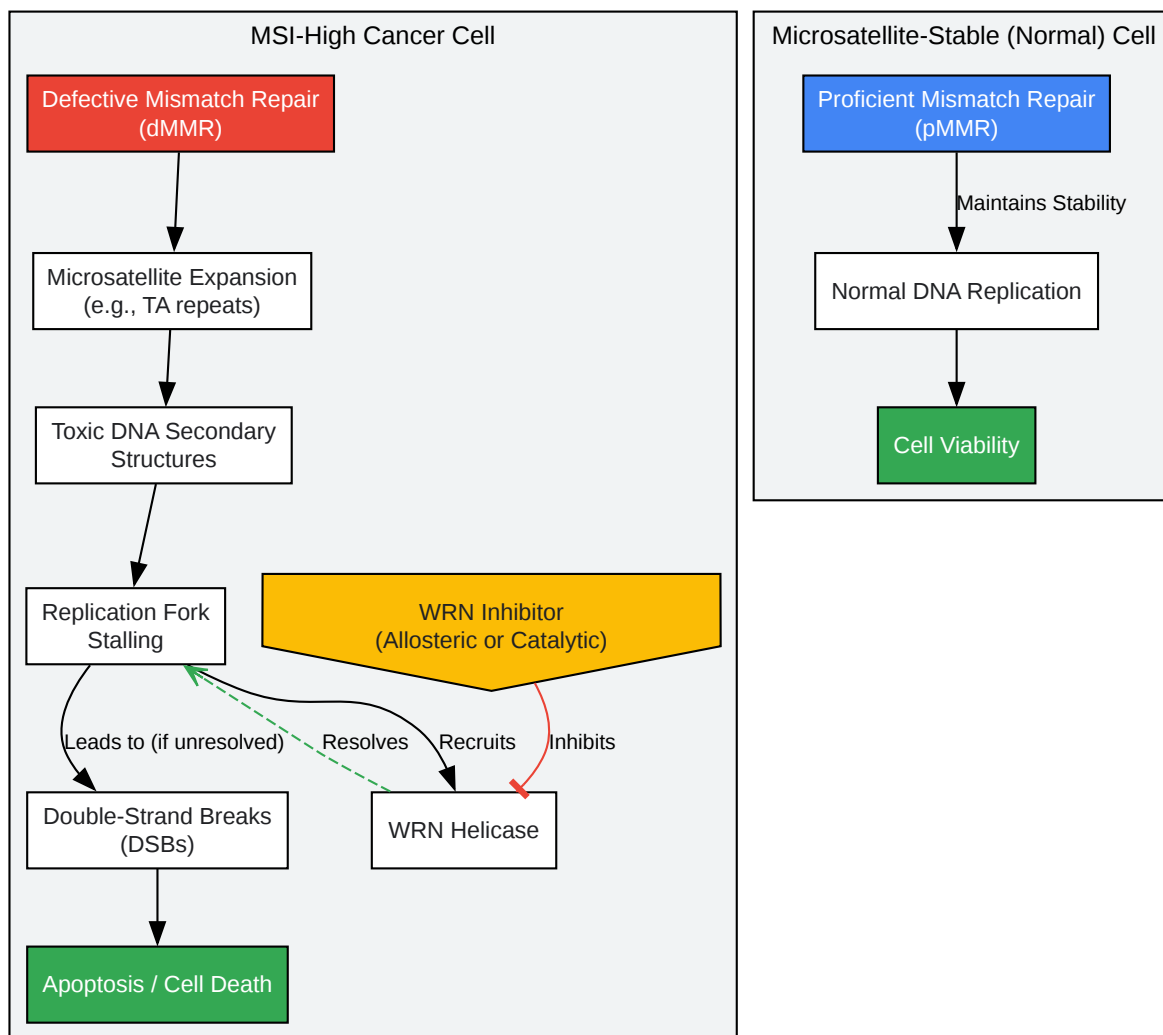 MSI-High Cancer Cell
Defective Mismatch Repair
(dMMR)
Microsatellite Expansion
(e.g., TA repeats)
Toxic DNA Secondary
Structures
Replication Fork
Stalling
WRN Inhibitor
(Allosteric or Catalytic)
Leads to (if unresolved)
Resolves
Recruits
Inhibits
Double-Strand Breaks
(DSBs)
WRN Helicase
Apoptosis / Cell Death
Microsatellite-Stable (Normal) Cell
Proficient Mismatch Repair
(pMMR)
Maintains Stability
Normal DNA Replication
Cell Viability